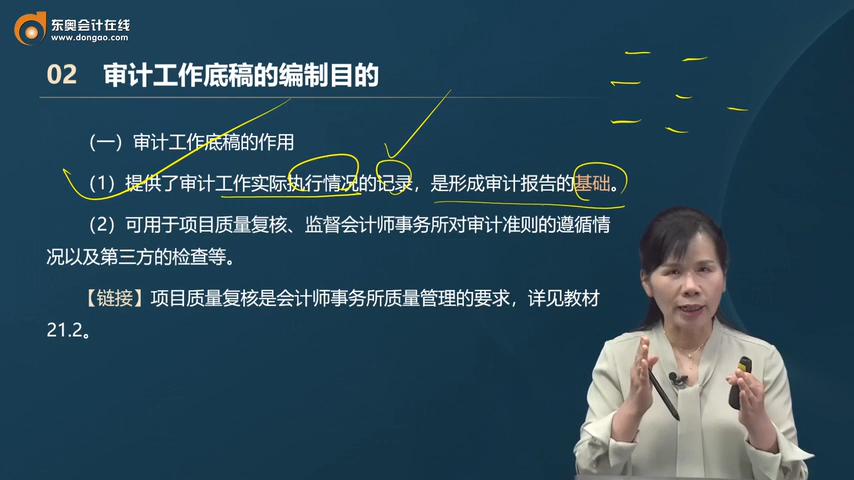 东奥会计在线
www.dongao.com
02 审计工作底稿的编制目的
（一）审计工作底稿的作用
（1）提供了审计工作实际执行情况的记录，是形成审计报告的基础。
（2）可用于项目质量复核、监督会计师事务所对审计准则的遵循情
况以及第三方的检查等。
【链接】项目质量复核是会计师事务所质量管理的要求，详见教材
21.2。